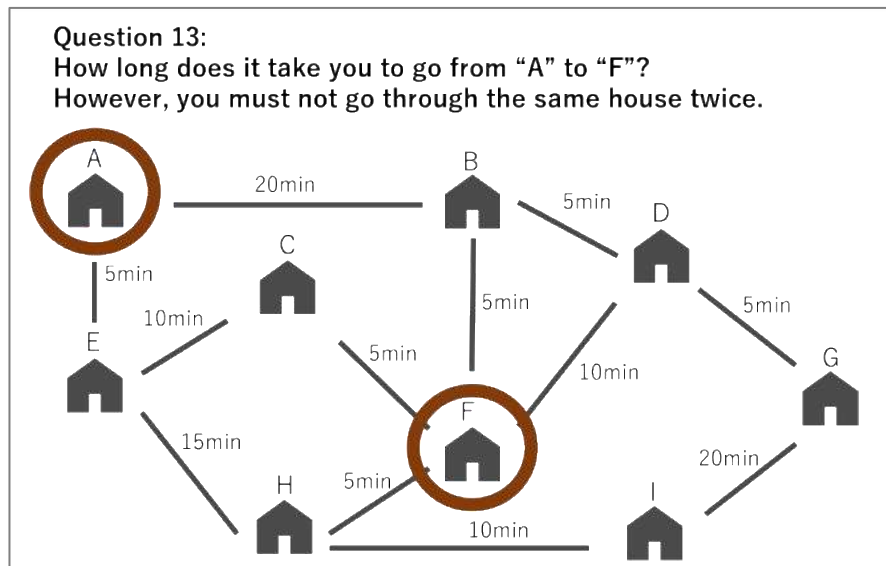 Question 13:
How long does it take you to go from “A” to “F”?
However, you must not go through the same house twice.
A
B
20min
5min
D
C
5min
10min
5min
5min
E
5min
10min
G
F
15min
20min
H
5min
I
10min